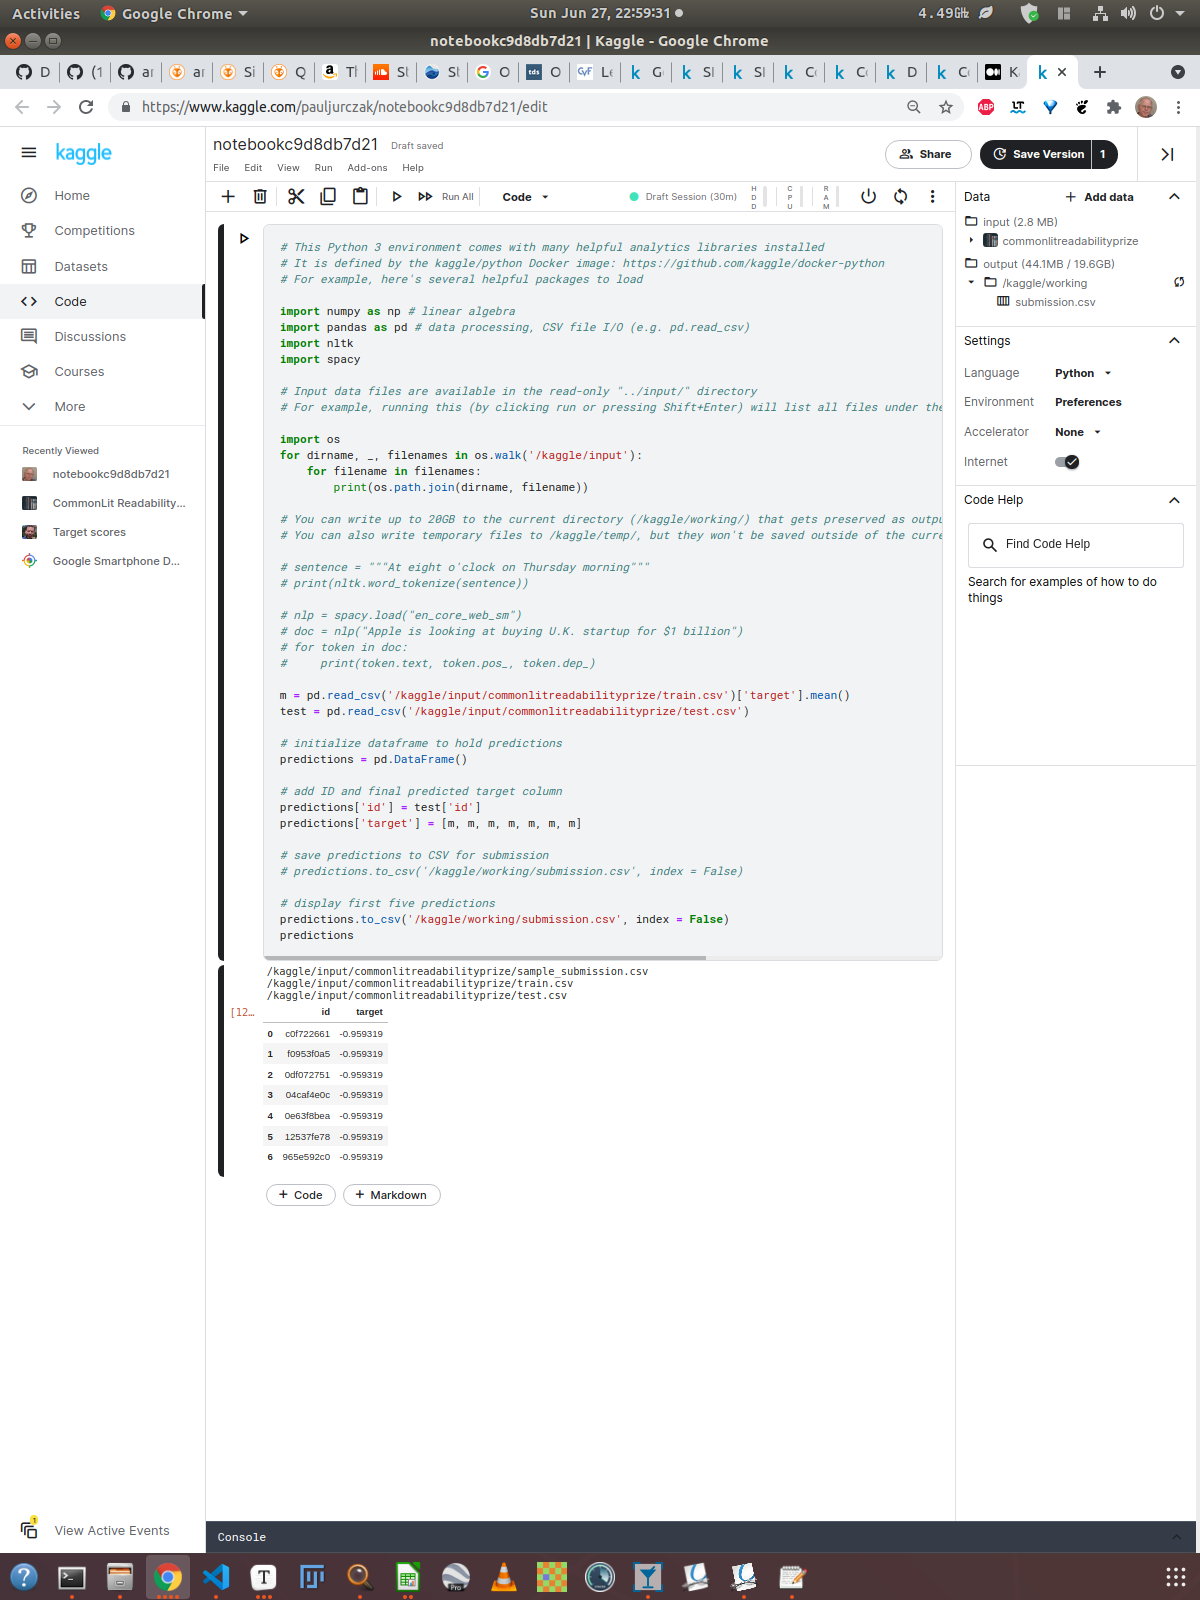 Activities Google Chrome Sun Jun 27, 22:59:31 4.49GHz
notebookc9d8db7d21 | Kaggle - Google Chrome
https://www.kaggle.com/pauljurczak/notebookc9d8db7d21/edit
kaggle
notebookc9d8db7d21 Draft saved
File Edit View Run Add-ons Help
Share
Save Version 1
Run All Code Draft Session (30m) HDD CPU RAM
Home
Competitions
Datasets
Code
Discussions
Courses
More
Recently Viewed
notebookc9d8db7d21
CommonLit Readability...
Target scores
Google Smartphone D...
View Active Events
# This Python 3 environment comes with many helpful analytics libraries installed
# It is defined by the kaggle/python Docker image: https://github.com/kaggle/docker-python
# For example, here's several helpful packages to load
import numpy as np # linear algebra
import pandas as pd # data processing, CSV file I/O (e.g. pd.read_csv)
import nltk
import spacy
# Input data files are available in the read-only "../input/" directory
# For example, running this (by clicking run or pressing Shift+Enter) will list all files under the
import os
for dirname, _, filenames in os.walk('/kaggle/input'):
    for filename in filenames:
        print(os.path.join(dirname, filename))
# You can write up to 20GB to the current directory (/kaggle/working/) that gets preserved as outpu
# You can also write temporary files to /kaggle/temp/, but they won't be saved outside of the curre
# sentence = """At eight o'clock on Thursday morning"""
# print(nltk.word_tokenize(sentence))
# nlp = spacy.load("en_core_web_sm")
# doc = nlp("Apple is looking at buying U.K. startup for $1 billion")
# for token in doc:
#     print(token.text, token.pos_, token.dep_)
m = pd.read_csv('/kaggle/input/commonlitreadabilityprize/train.csv')['target'].mean()
test = pd.read_csv('/kaggle/input/commonlitreadabilityprize/test.csv')
# initialize dataframe to hold predictions
predictions = pd.DataFrame()
# add ID and final predicted target column
predictions['id'] = test['id']
predictions['target'] = [m, m, m, m, m, m, m]
# save predictions to CSV for submission
# predictions.to_csv('/kaggle/working/submission.csv', index = False)
# display first five predictions
predictions.to_csv('/kaggle/working/submission.csv', index = False)
predictions
/kaggle/input/commonlitreadabilityprize/sample_submission.csv
/kaggle/input/commonlitreadabilityprize/train.csv
/kaggle/input/commonlitreadabilityprize/test.csv
[12...
id target
0 c0f722661 -0.959319
1 f0953f0a5 -0.959319
2 0df072751 -0.959319
3 04caf4e0c -0.959319
4 0e63f8bea -0.959319
5 12537fe78 -0.959319
6 965e592c0 -0.959319
+ Code + Markdown
Data + Add data
input (2.8 MB)
commonlitreadabilityprize
output (44.1MB / 19.6GB)
/kaggle/working
submission.csv
Settings
Language Python
Environment Preferences
Accelerator None
Internet
Code Help
Find Code Help
Search for examples of how to do
things
Console